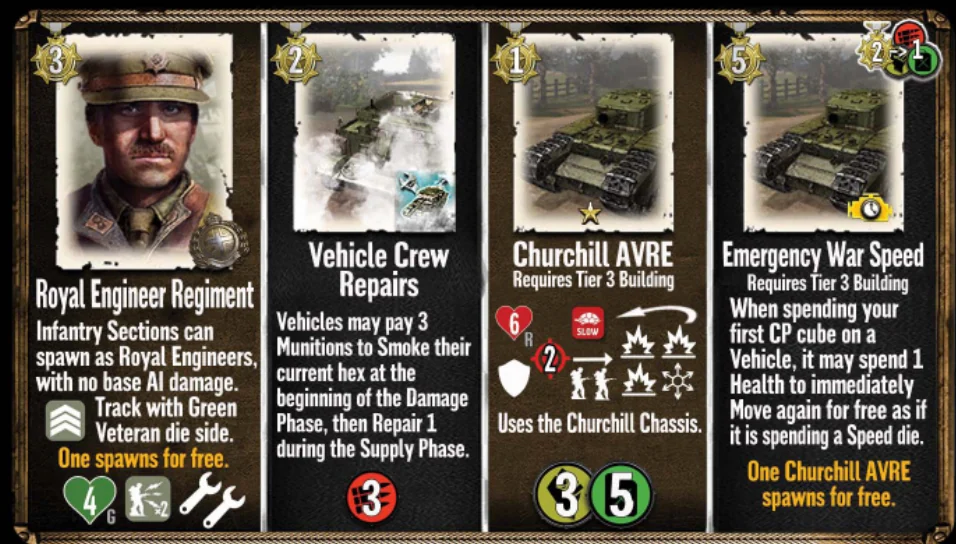 3
Royal Engineer Regiment
Infantry Sections can
spawn as Royal Engineers,
with no base AI damage.
Track with Green
Veteran die side.
One spawns for free.
4
G
x2
2
Vehicle Crew
Repairs
Vehicles may pay 3
Munitions to Smoke their
current hex at the
beginning of the Damage
Phase, then Repair 1
during the Supply Phase.
3
1
Churchill AVRE
Requires Tier 3 Building
6
R
SLOW
2
Uses the Churchill Chassis.
3 5
5
2 1
Emergency War Speed
Requires Tier 3 Building
When spending your
first CP cube on a
Vehicle, it may spend 1
Health to immediately
Move again for free as if
it is spending a Speed die.
One Churchill AVRE
spawns for free.